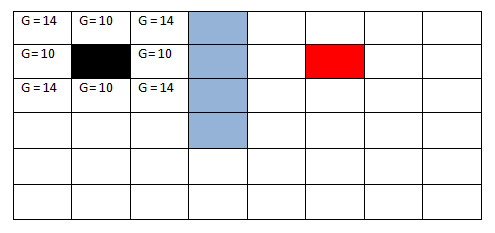 G = 14 G= 10 G = 14
G= 10 G= 10
G = 14 G= 10 G = 14